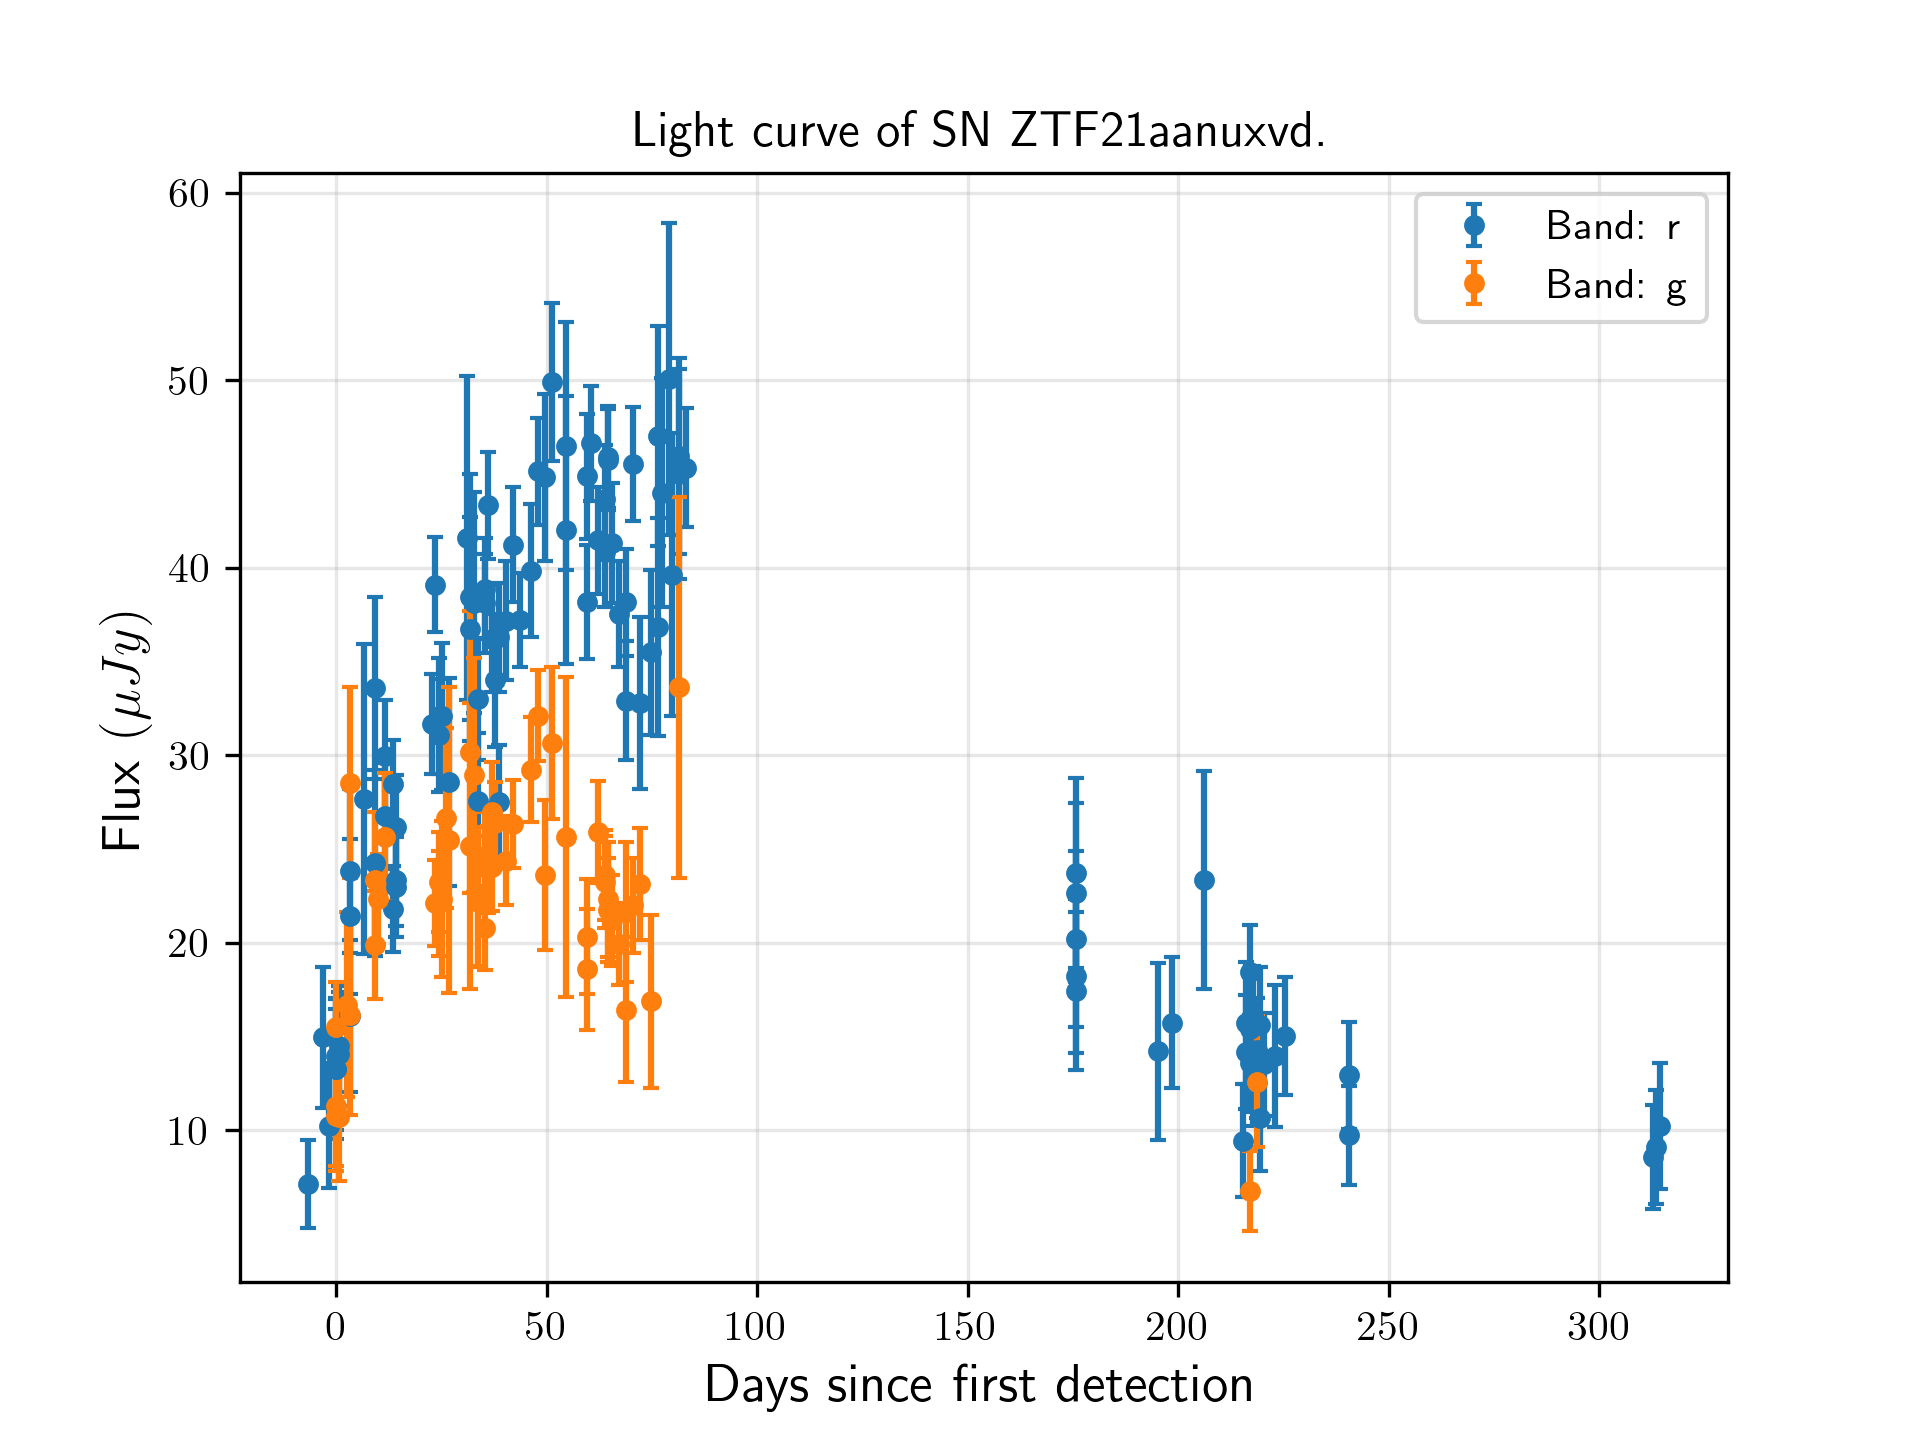 Light curve of SN ZTF21aanuxvd.
60
50
40
30
20
10
Flux (μJy)
Band: r
Band: g
0 50 100 150 200 250 300
Days since first detection